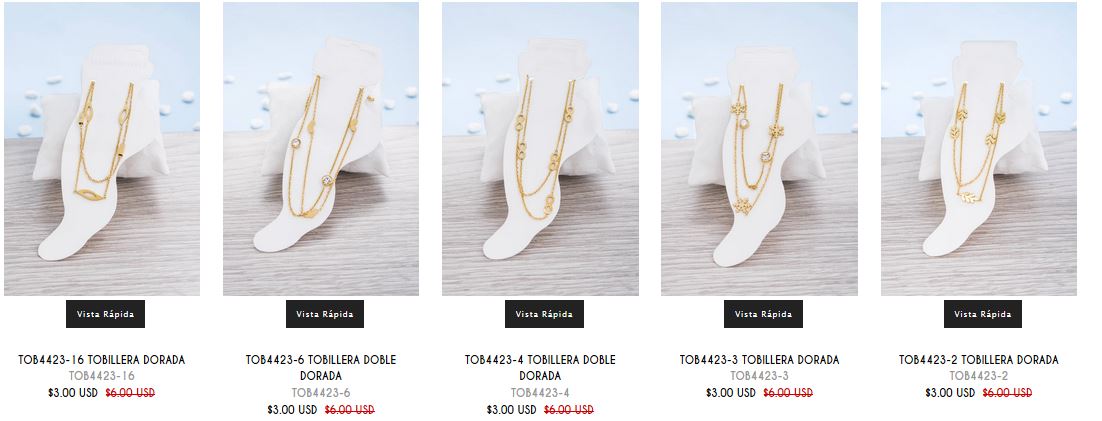 Vista Rápida
TOB4423-16 TOBILLERA DORADA
TOB4423-16
$3.00 USD $6.00 USD
Vista Rápida
TOB4423-6 TOBILLERA DOBLE
DORADA
TOB4423-6
$3.00 USD $6.00 USD
Vista Rápida
TOB4423-4 TOBILLERA DOBLE
DORADA
TOB4423-4
$3.00 USD $6.00 USD
Vista Rápida
TOB4423-3 TOBILLERA DORADA
TOB4423-3
$3.00 USD $6.00 USD
Vista Rápida
TOB4423-2 TOBILLERA DORADA
TOB4423-2
$3.00 USD $6.00 USD